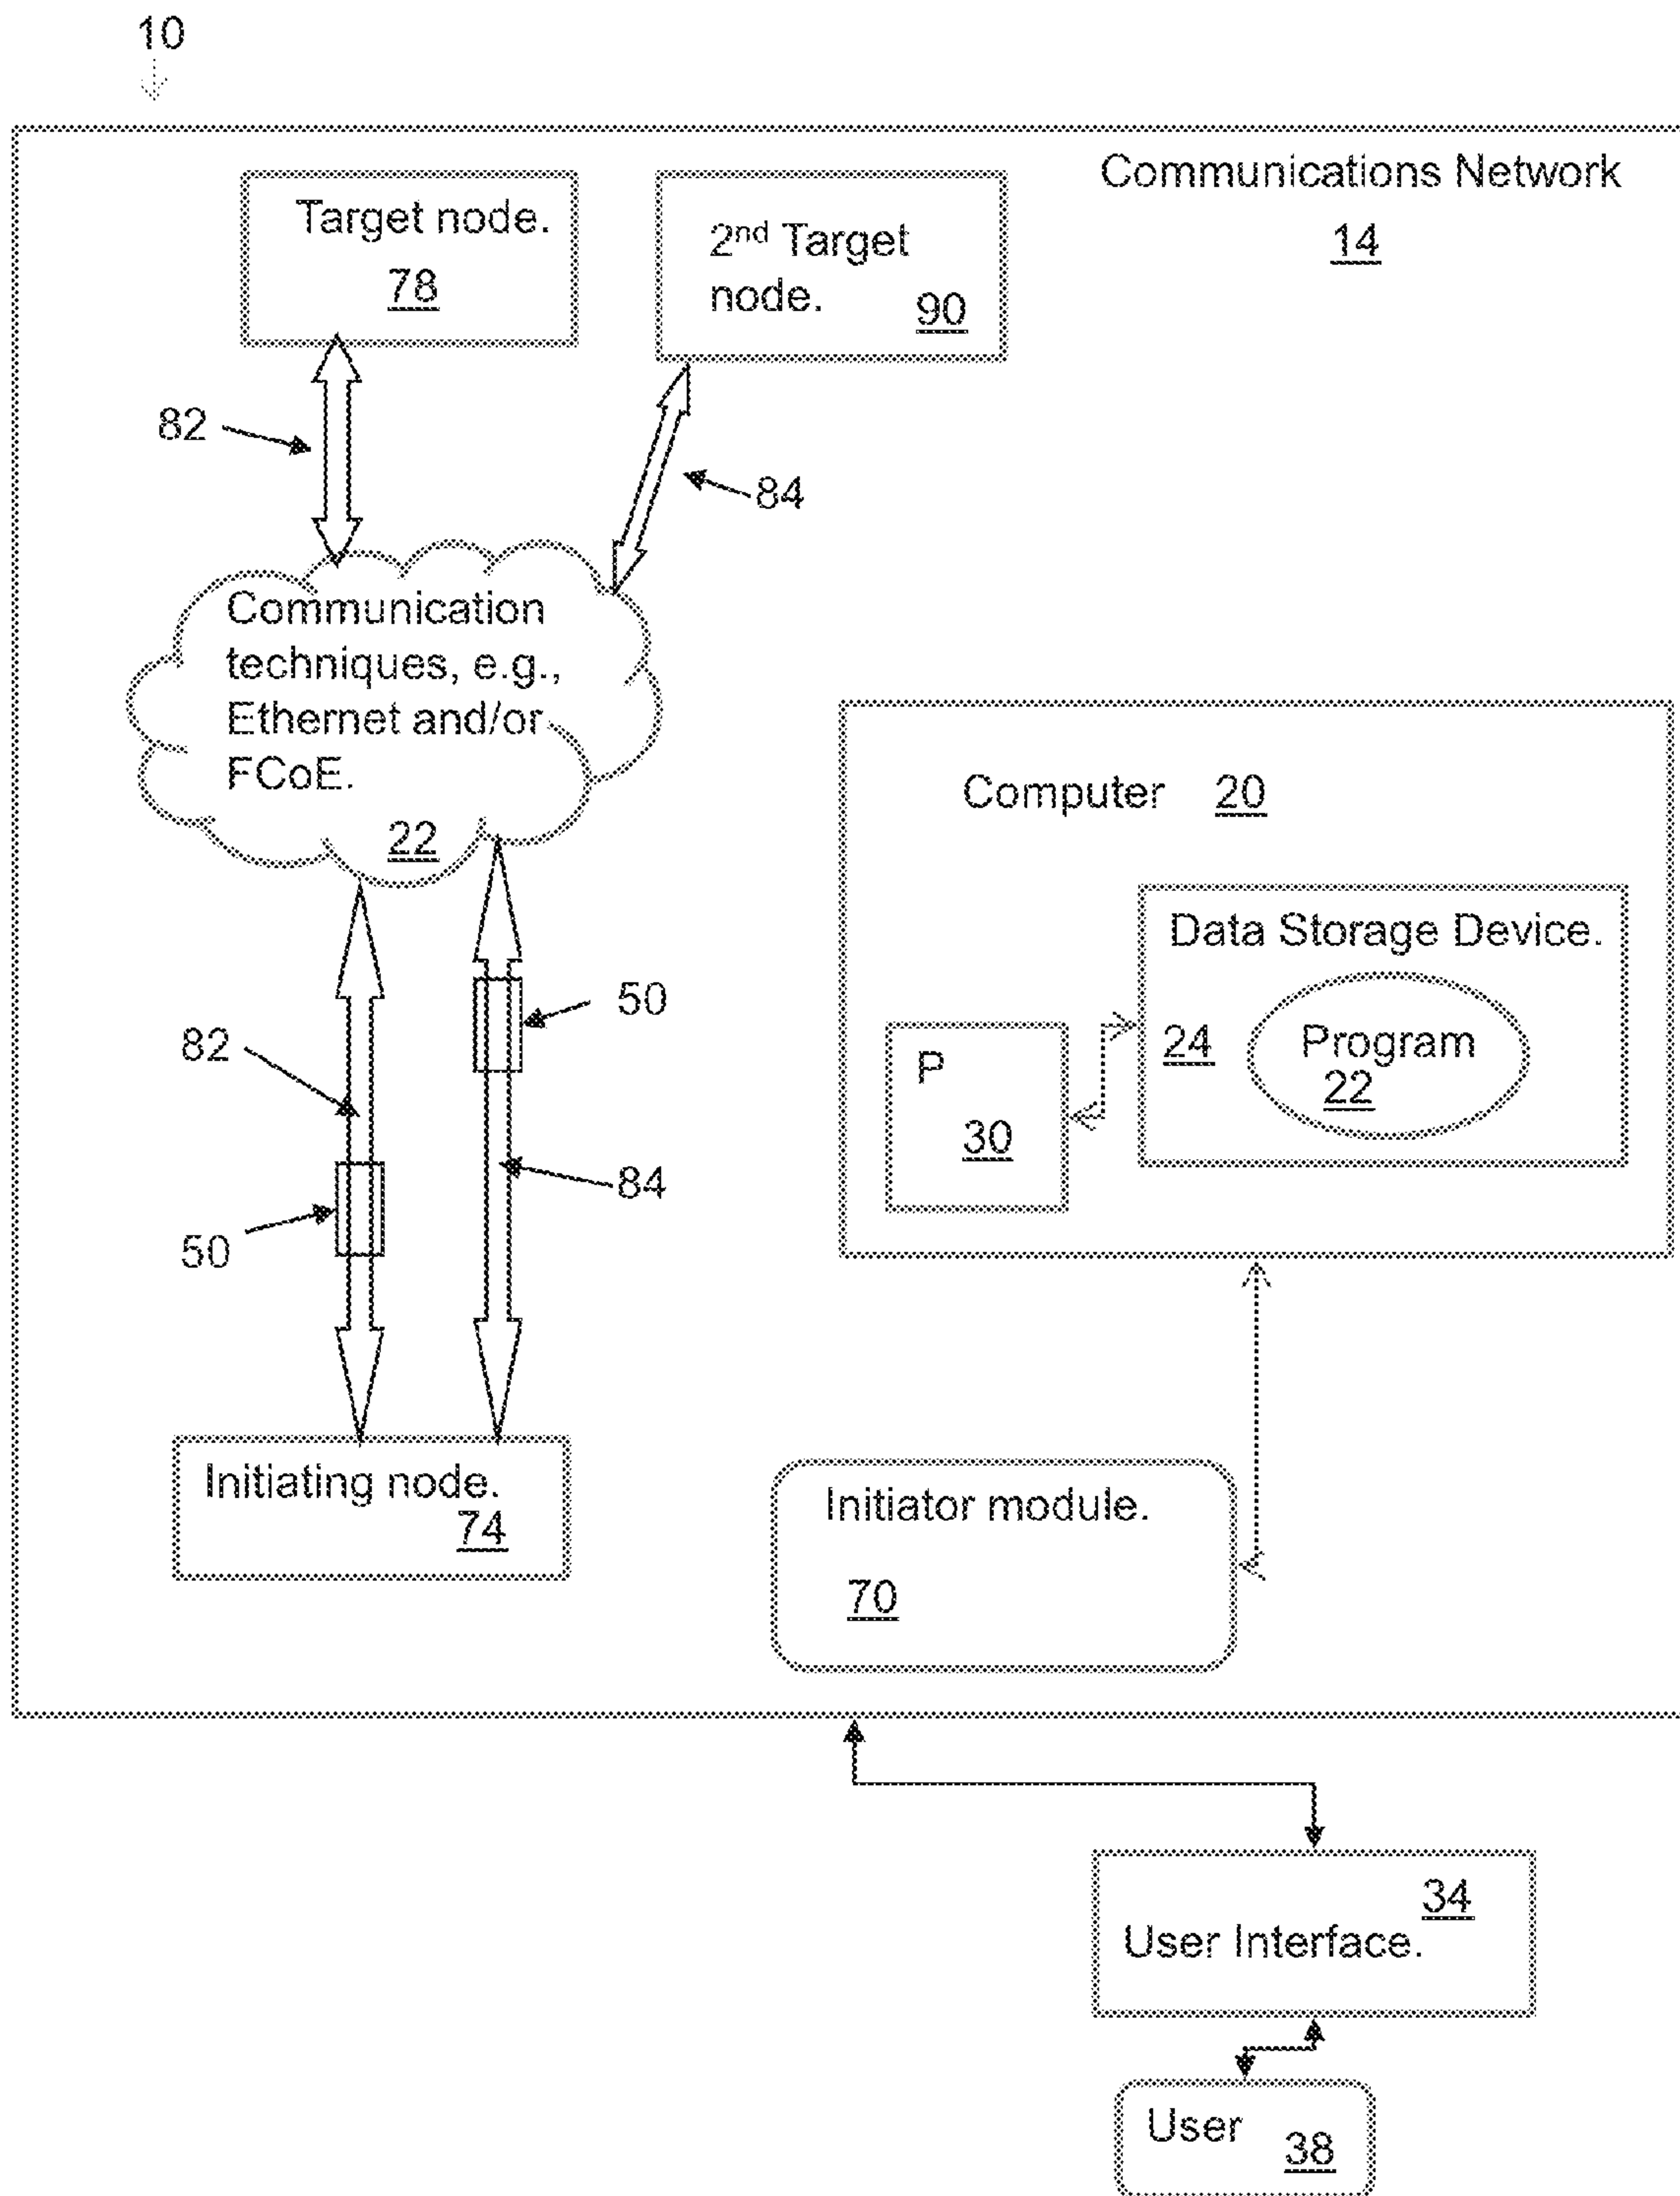 10
Communications Network
14
Target node.
78
2nd Target
node.
90
82
84
Communication
techniques, e.g.,
Ethernet and/or
FCoE.
22
Computer 20
Data Storage Device.
24
Program
22
P
30
50
82
84
50
Initiating node.
74
Initiator module.
70
34
User Interface.
User
38